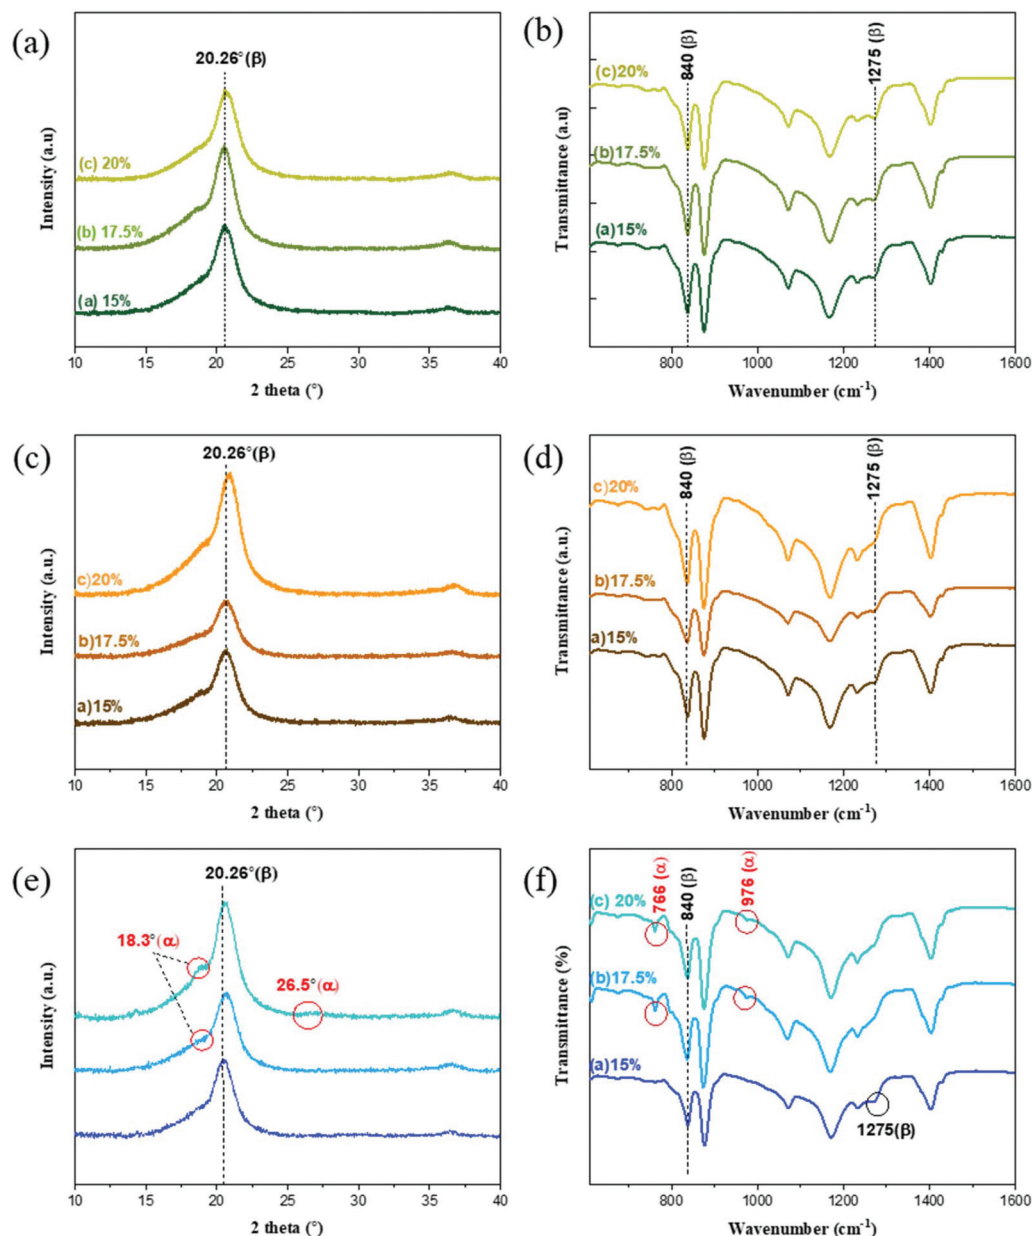 (a)
20.26°(β)
(c) 20%
(b) 17.5%
(a) 15%
Intensity (a.u)
10 15 20 25 30 35 40
2 theta (°)
(b)
840 (β)
1275 (β)
(c)20%
(b)17.5%
(a)15%
Transmittance (a.u)
800 1000 1200 1400 1600
Wavenumber (cm⁻¹)
(c)
20.26°(β)
c)20%
b)17.5%
a)15%
Intensity (a.u.)
10 15 20 25 30 35 40
2 theta (°)
(d)
840 (β)
1275 (β)
c)20%
b)17.5%
a)15%
Transmittance (a.u.)
800 1000 1200 1400 1600
Wavenumber (cm⁻¹)
(e)
20.26°(β)
18.3°(α)
26.5°(α)
Intensity (a.u.)
10 15 20 25 30 35 40
2 theta (°)
(f)
766 (α)
840 (β)
976 (α)
(c) 20%
(b)17.5%
(a)15%
1275(β)
Transmittance (%)
800 1000 1200 1400 1600
Wavenumber (cm⁻¹)